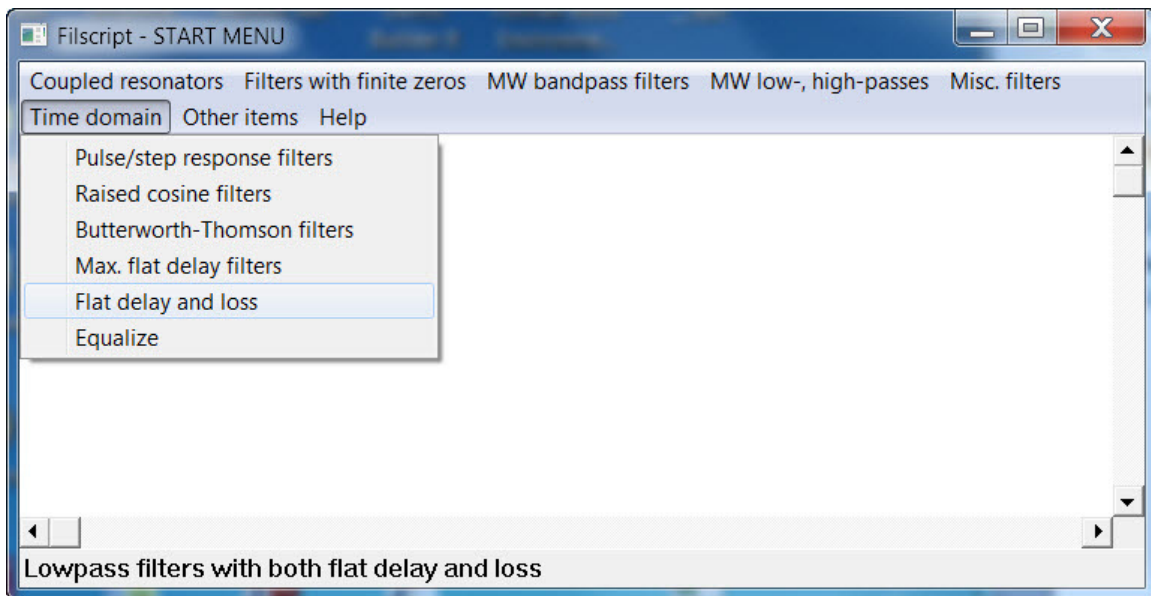 Filscript - START MENU
Coupled resonators Filters with finite zeros MW bandpass filters MW low-, high-passes Misc. filters
Time domain Other items Help
Pulse/step response filters
Raised cosine filters
Butterworth-Thomson filters
Max. flat delay filters
Flat delay and loss
Equalize
Lowpass filters with both flat delay and loss